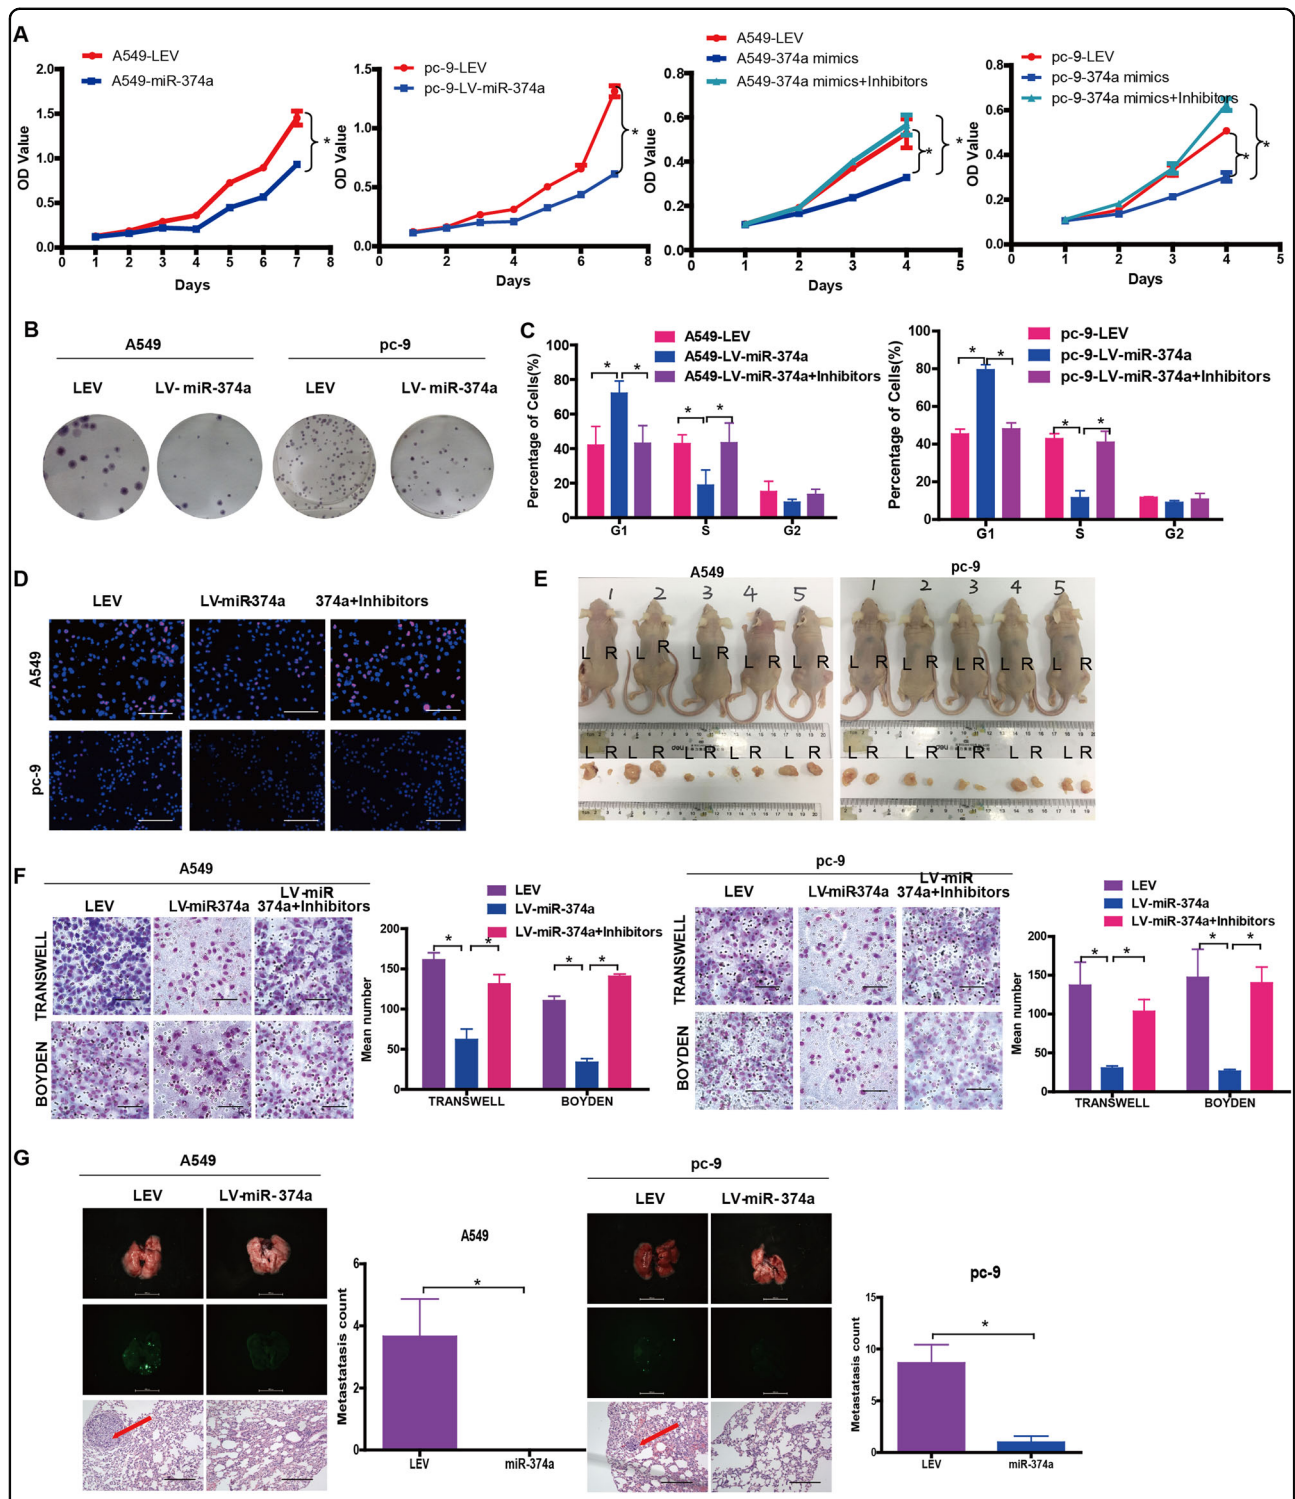 A
A549-LEV
A549-miR-374a
OD Value
2.0
1.5
1.0
0.5
0.0
0 1 2 3 4 5 6 7 8
Days
*
pc-9-LEV
pc-9-LV-miR-374a
OD Value
1.5
1.0
0.5
0.0
0 2 4 6 8
Days
*
A549-LEV
A549-374a mimics
A549-374a mimics+Inhibitors
OD Value
0.8
0.6
0.4
0.2
0.0
0 1 2 3 4 5
Days
* *
pc-9-LEV
pc-9-374a mimics
pc-9-374a mimics+Inhibitors
OD Value
0.8
0.6
0.4
0.2
0.0
0 1 2 3 4 5
Days
* *
B
A549 pc-9
LEV LV- miR-374a LEV LV- miR-374a
C
A549-LEV
A549-LV-miR-374a
A549-LV-miR-374a+Inhibitors
Percentage of Cells(%)
100
80
60
40
20
0
G1 S G2
* * * *
pc-9-LEV
pc-9-LV-miR-374a
pc-9-LV-miR-374a+Inhibitors
Percentage of Cells(%)
100
80
60
40
20
0
G1 S G2
* * * *
D
LEV LV-miR-374a 374a+Inhibitors
A549
pc-9
E
A549 pc-9
1 2 3 4 5 1 2 3 4 5
L R L R L R L R L R L R L R L R L R L R
L R L R L R L R L R L R L R L R L R L R
F
A549
LEV LV-miR374a LV-miR
374a+Inhibitors
TRANSWELL
BOYDEN
LEV
LV-miR-374a
LV-miR-374a+Inhibitors
Mean number
200
150
100
50
0
TRANSWELL BOYDEN
* * * *
pc-9
LEV LV-miR374a LV-miR
374a+Inhibitors
TRANSWELL
BOYDEN
LEV
LV-miR-374a
LV-miR-374a+Inhibitors
Mean number
200
150
100
50
0
TRANSWELL BOYDEN
* * * *
G
A549
LEV LV-miR-374a
A549
Metastatasis count
6
4
2
0
LEV miR-374a
*
pc-9
LEV LV-miR-374a
pc-9
Metastatasis count
15
10
5
0
LEV miR-374a
*